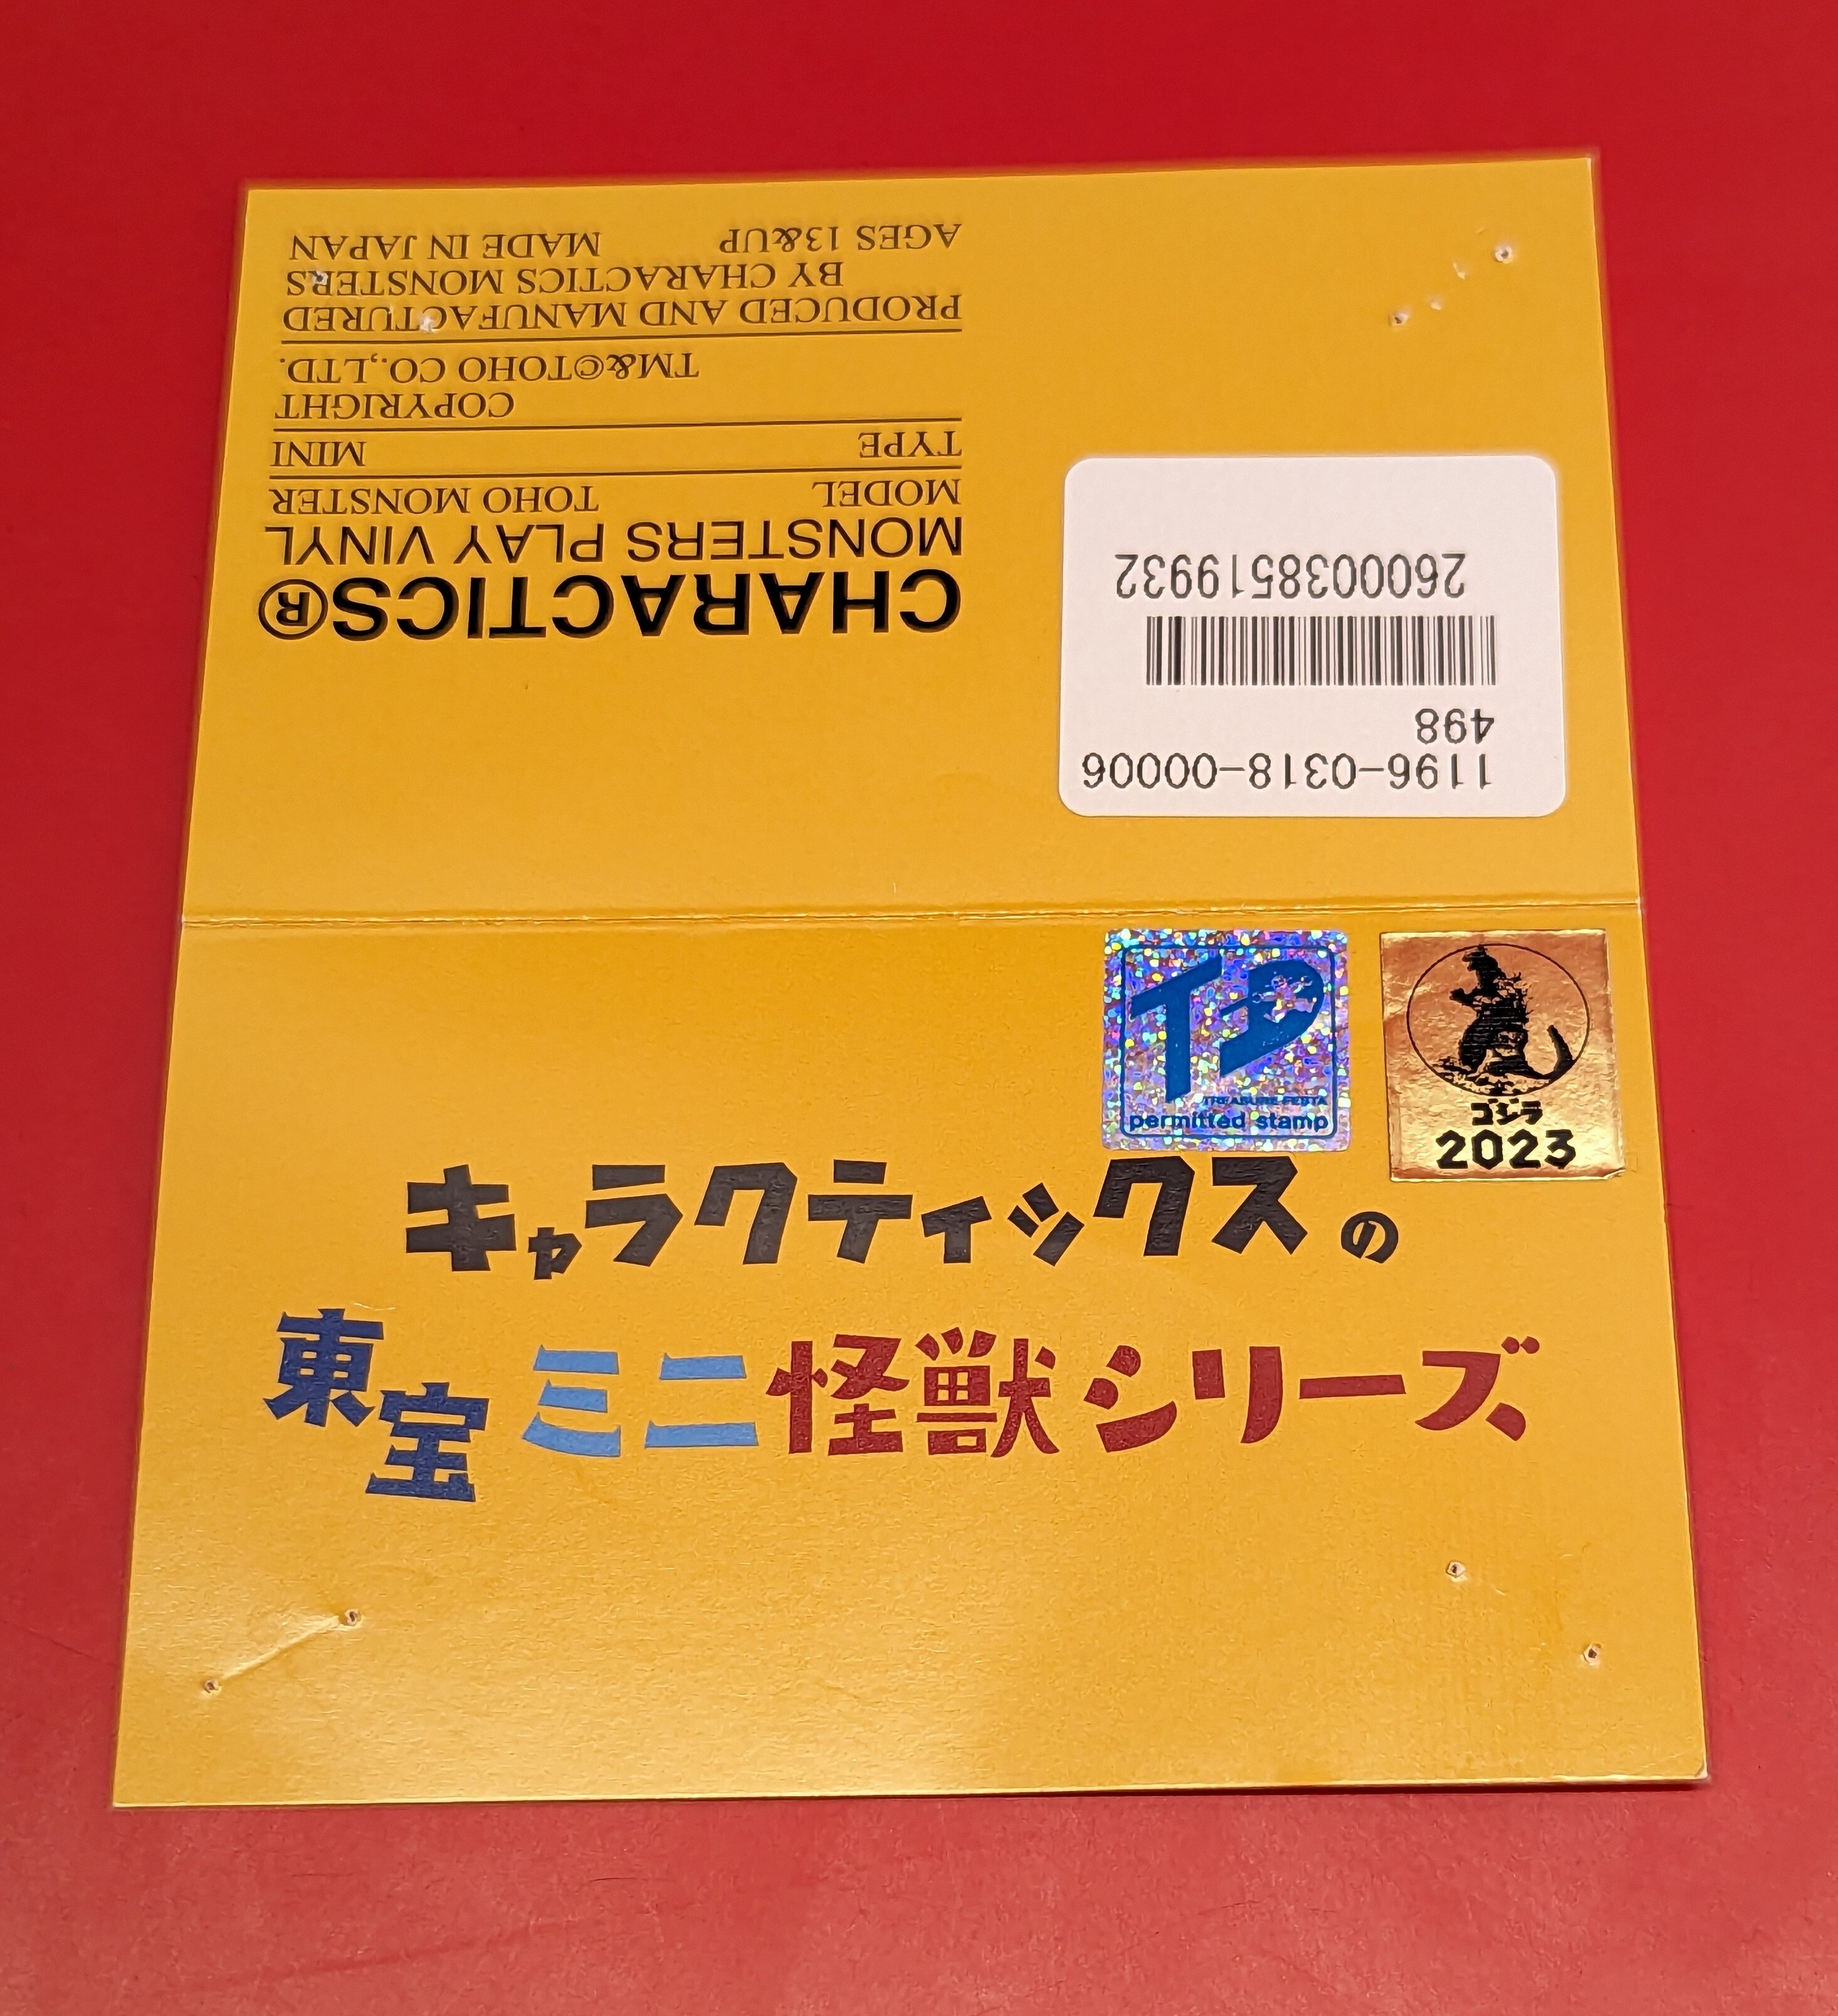 TD
TREASURE FESTA
permitted stamp
ゴジラ
2023
キャラクティックスの
東宝ミニ怪獣シリーズ
1196-0318-00006
498
2600038519932
CHARACTICS®
MONSTERS PLAY VINYL
MODEL TOHO MONSTER
TYPE MINI
COPYRIGHT
TM&©TOHO CO.,LTD.
PRODUCED AND MANUFACTURED
BY CHARACTICS MONSTERS
AGES 13&UP MADE IN JAPAN